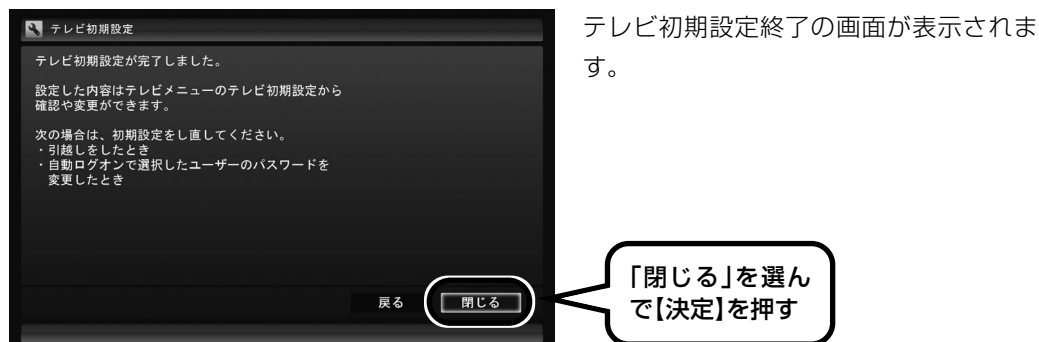 テレビ初期設定
テレビ初期設定が完了しました。
設定した内容はテレビメニューのテレビ初期設定から
確認や変更ができます。
次の場合は、初期設定をし直してください。
・引越しをしたとき
・自動ログオンで選択したユーザーのパスワードを
変更したとき
戻る
閉じる
テレビ初期設定終了の画面が表示されま
す。
「閉じる」を選ん
で【決定】を押す